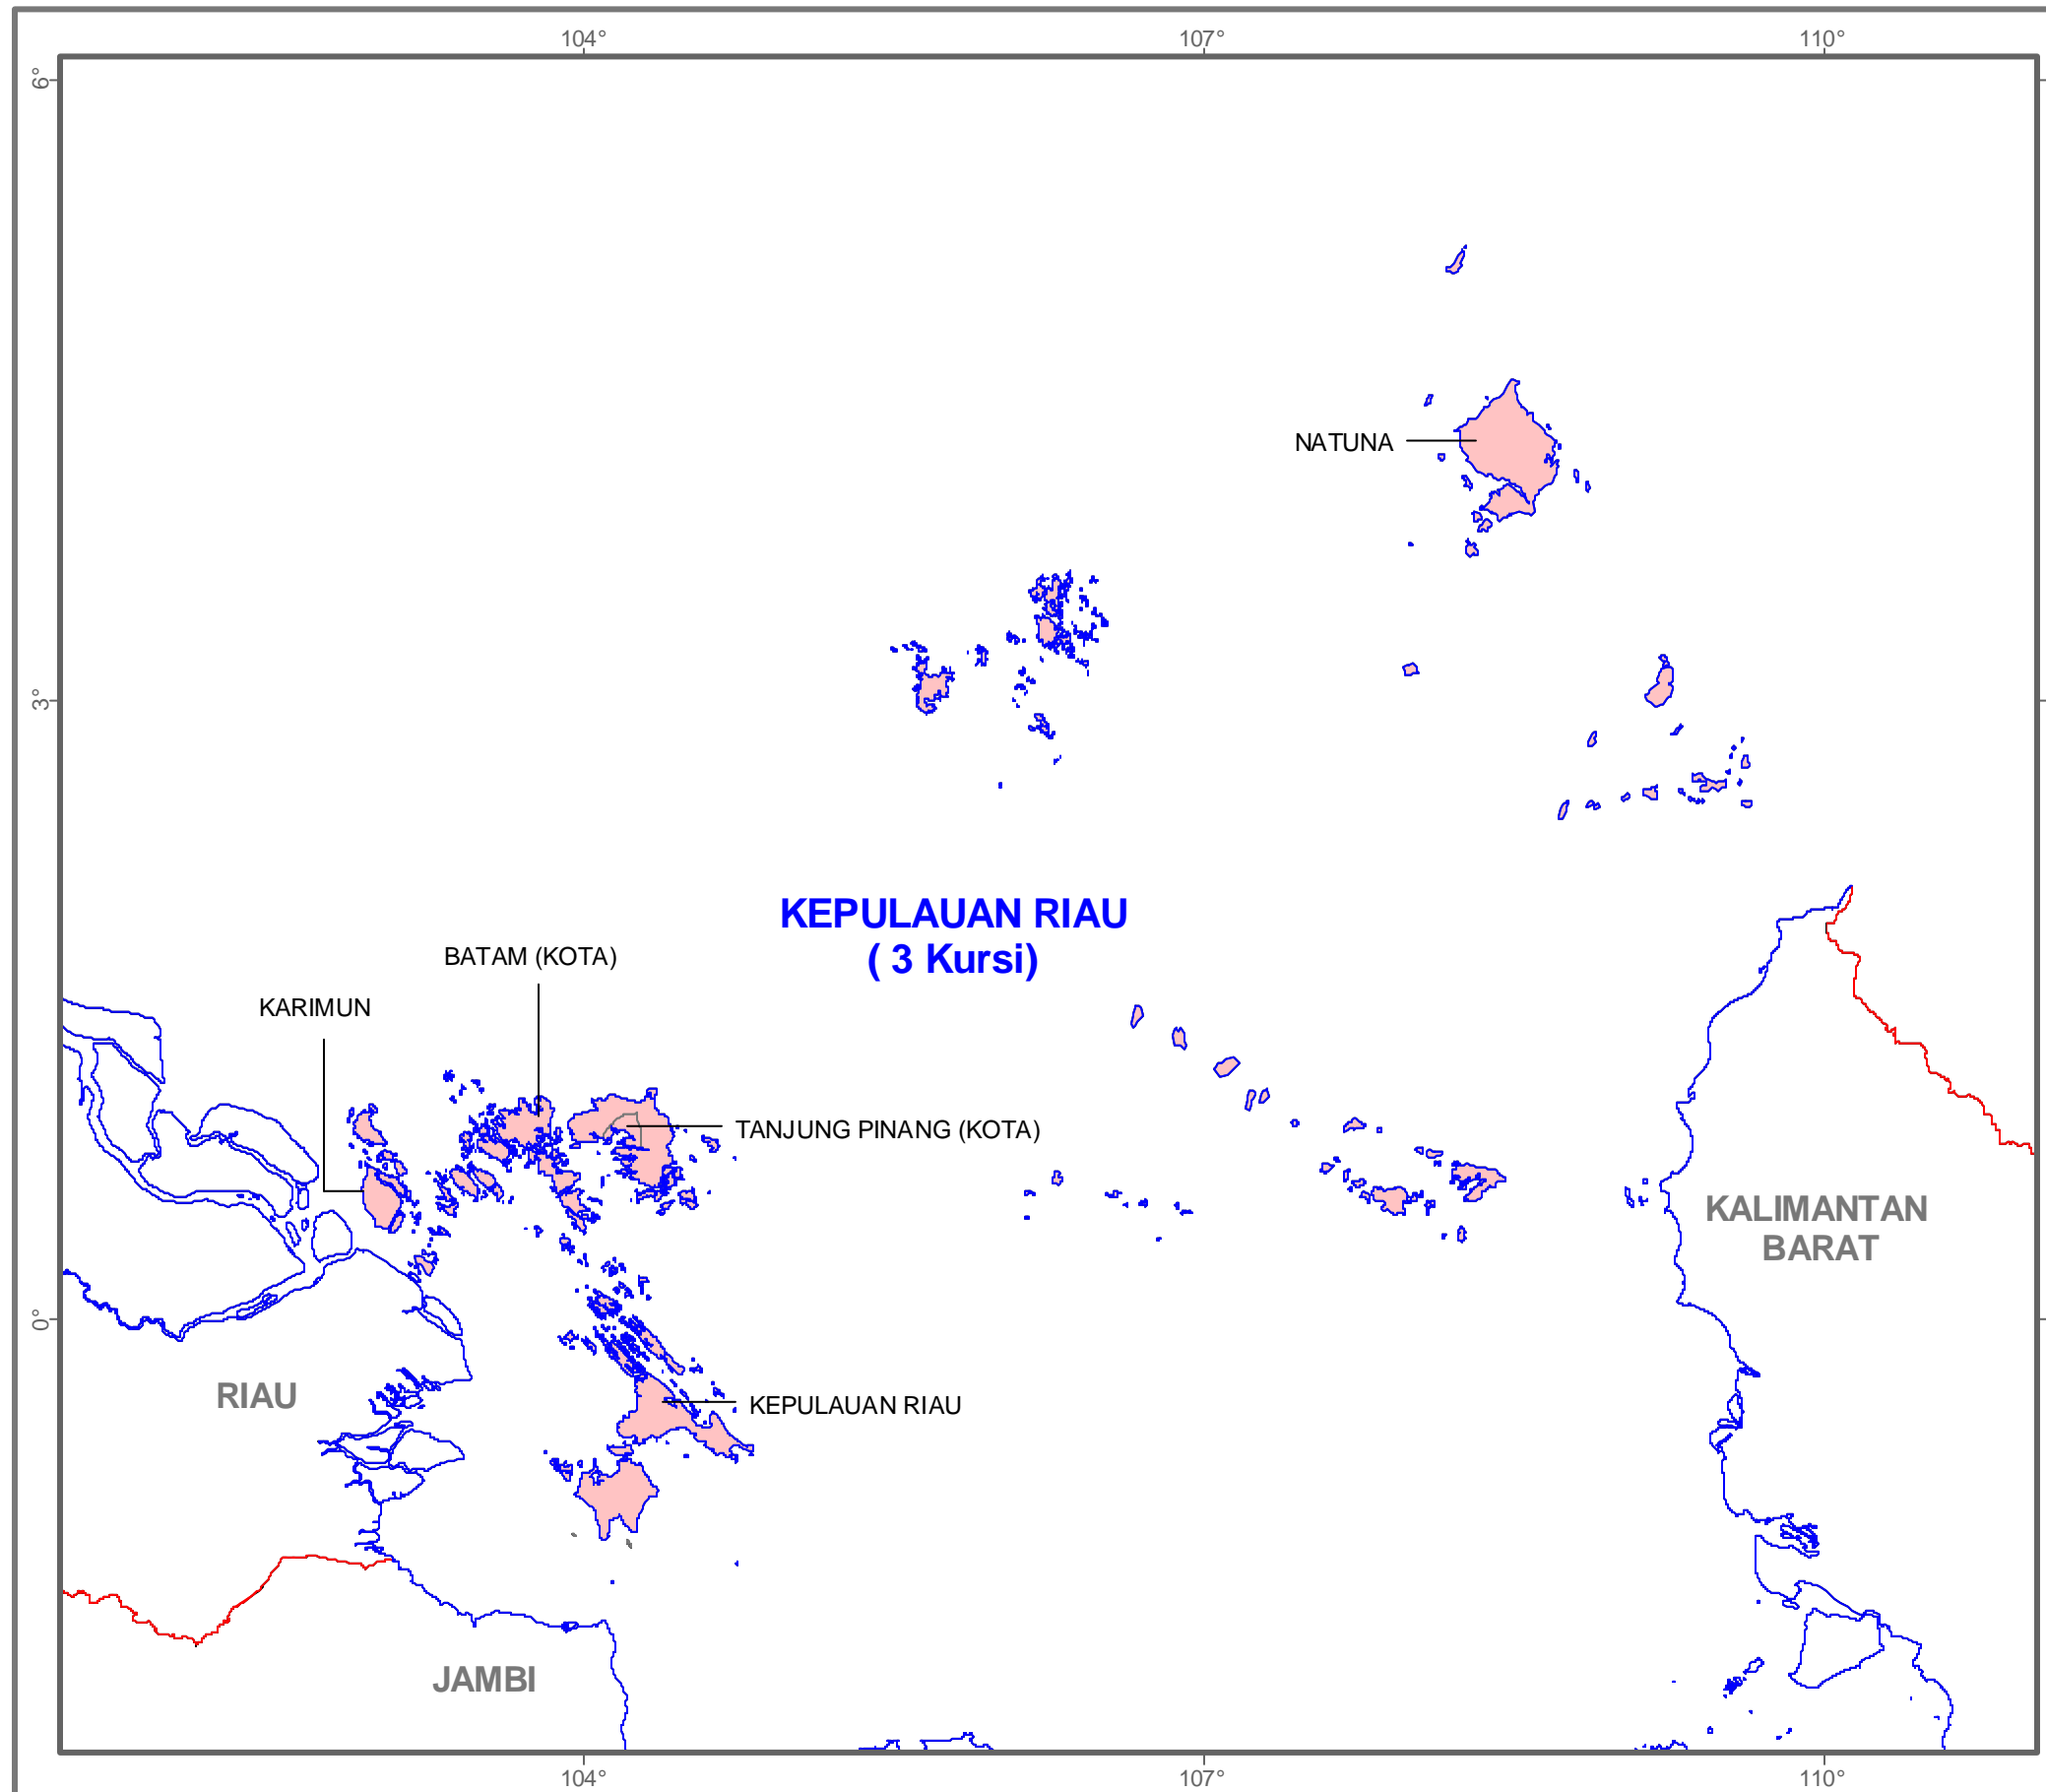 104° 107° 110°
6°
NATUNA
3°
KEPULAUAN RIAU
( 3 Kursi)
BATAM (KOTA)
KARIMUN
TANJUNG PINANG (KOTA)
KALIMANTAN
BARAT
0°
RIAU
KEPULAUAN RIAU
JAMBI
104° 107° 110°